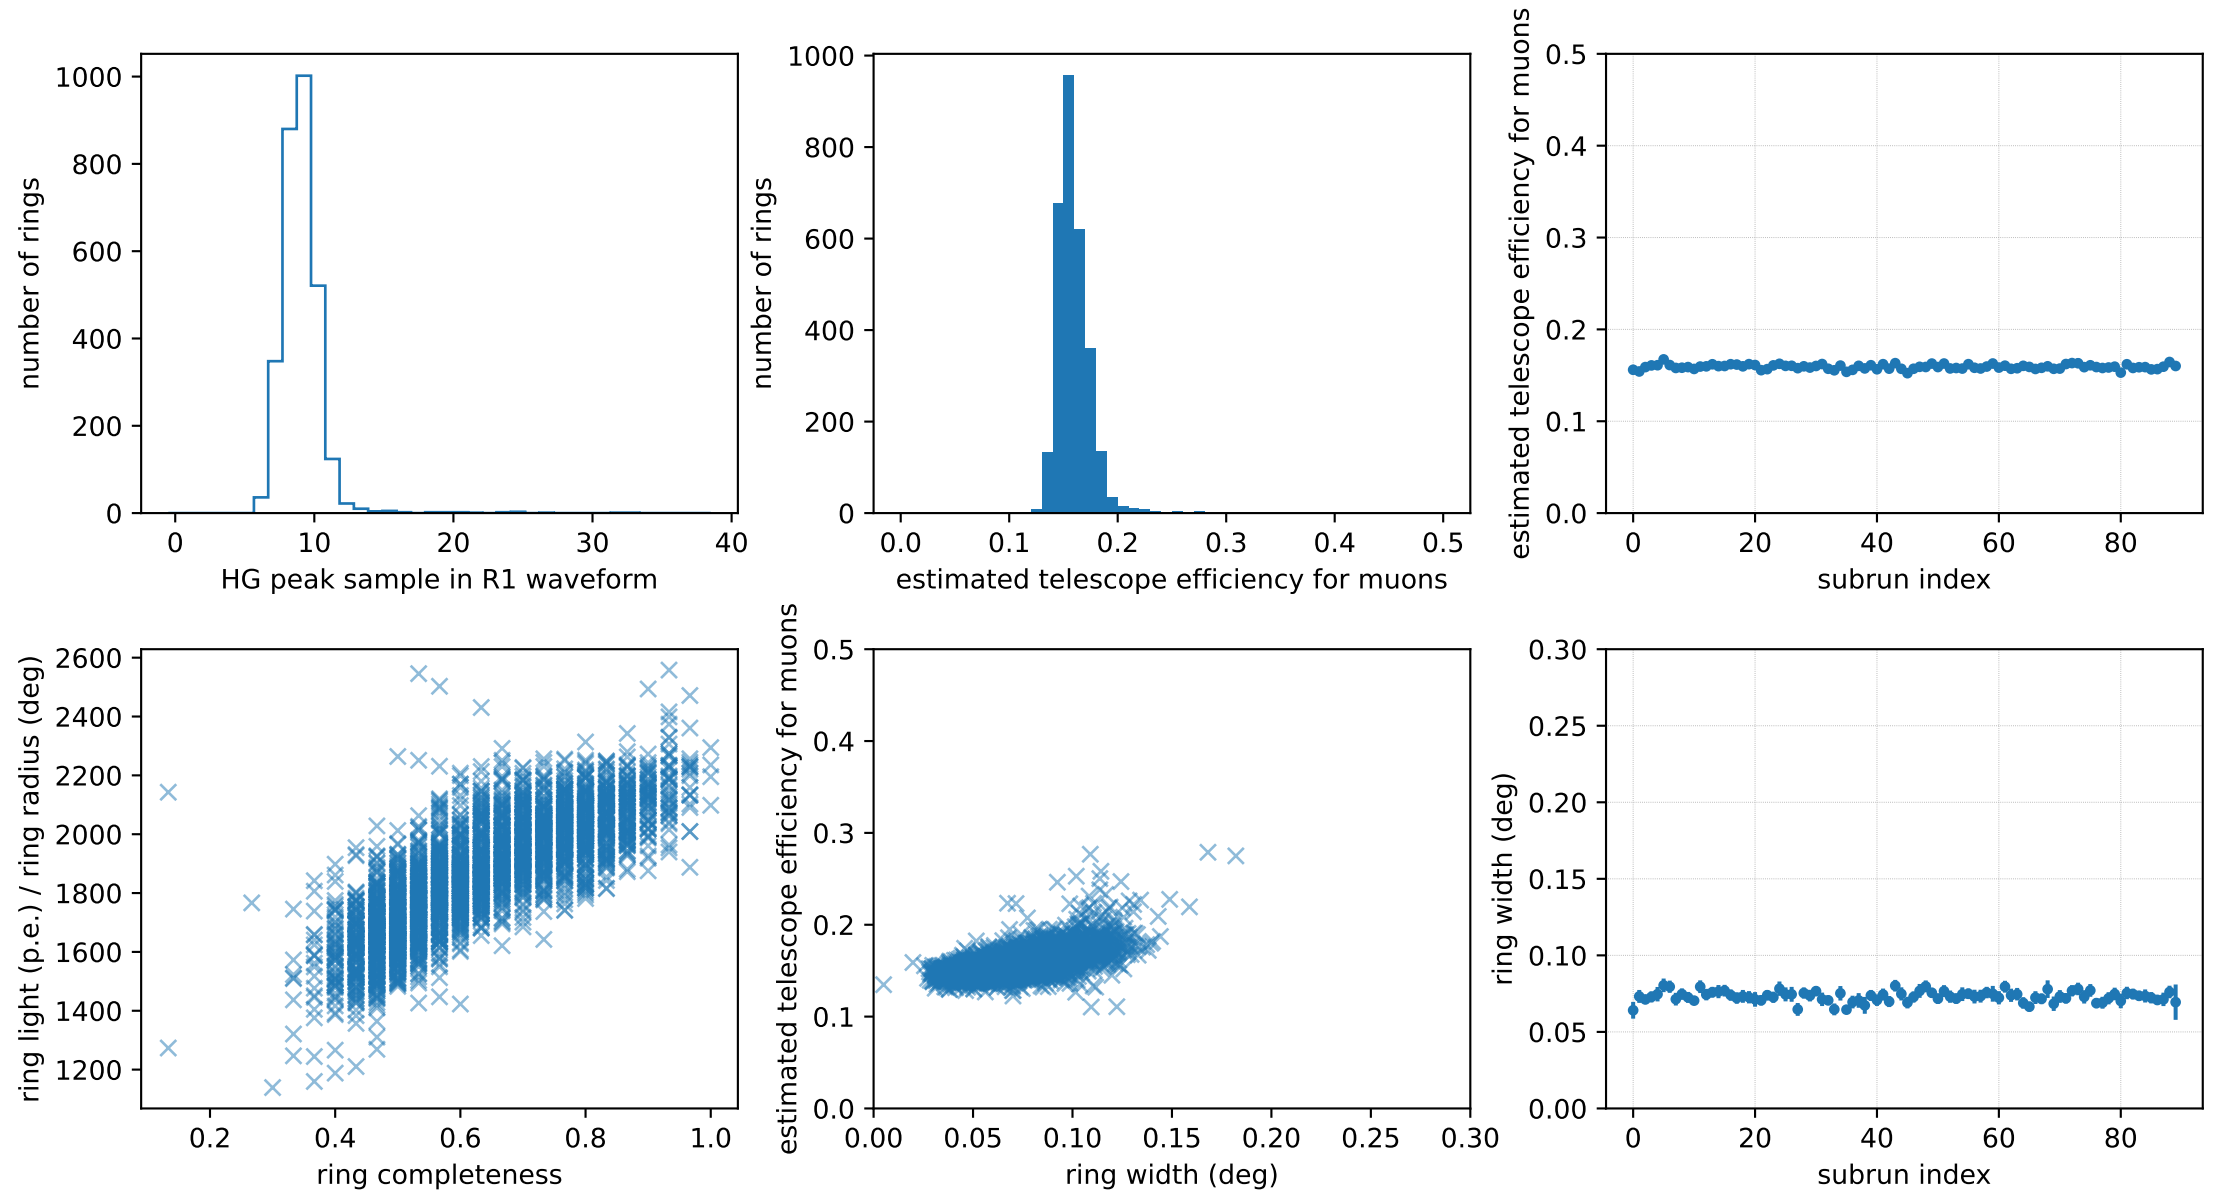 number of rings
1000
800
600
400
200
0
0 10 20 30 40
HG peak sample in R1 waveform
number of rings
1000
800
600
400
200
0
0.0 0.1 0.2 0.3 0.4 0.5
estimated telescope efficiency for muons
estimated telescope efficiency for muons
0.5
0.4
0.3
0.2
0.1
0.0
0 20 40 60 80
subrun index
ring light (p.e.) / ring radius (deg)
2600
2400
2200
2000
1800
1600
1400
1200
0.2 0.4 0.6 0.8 1.0
ring completeness
estimated telescope efficiency for muons
0.5
0.4
0.3
0.2
0.1
0.0
0.00 0.05 0.10 0.15 0.20 0.25 0.30
ring width (deg)
ring width (deg)
0.30
0.25
0.20
0.15
0.10
0.05
0.00
0 20 40 60 80
subrun index